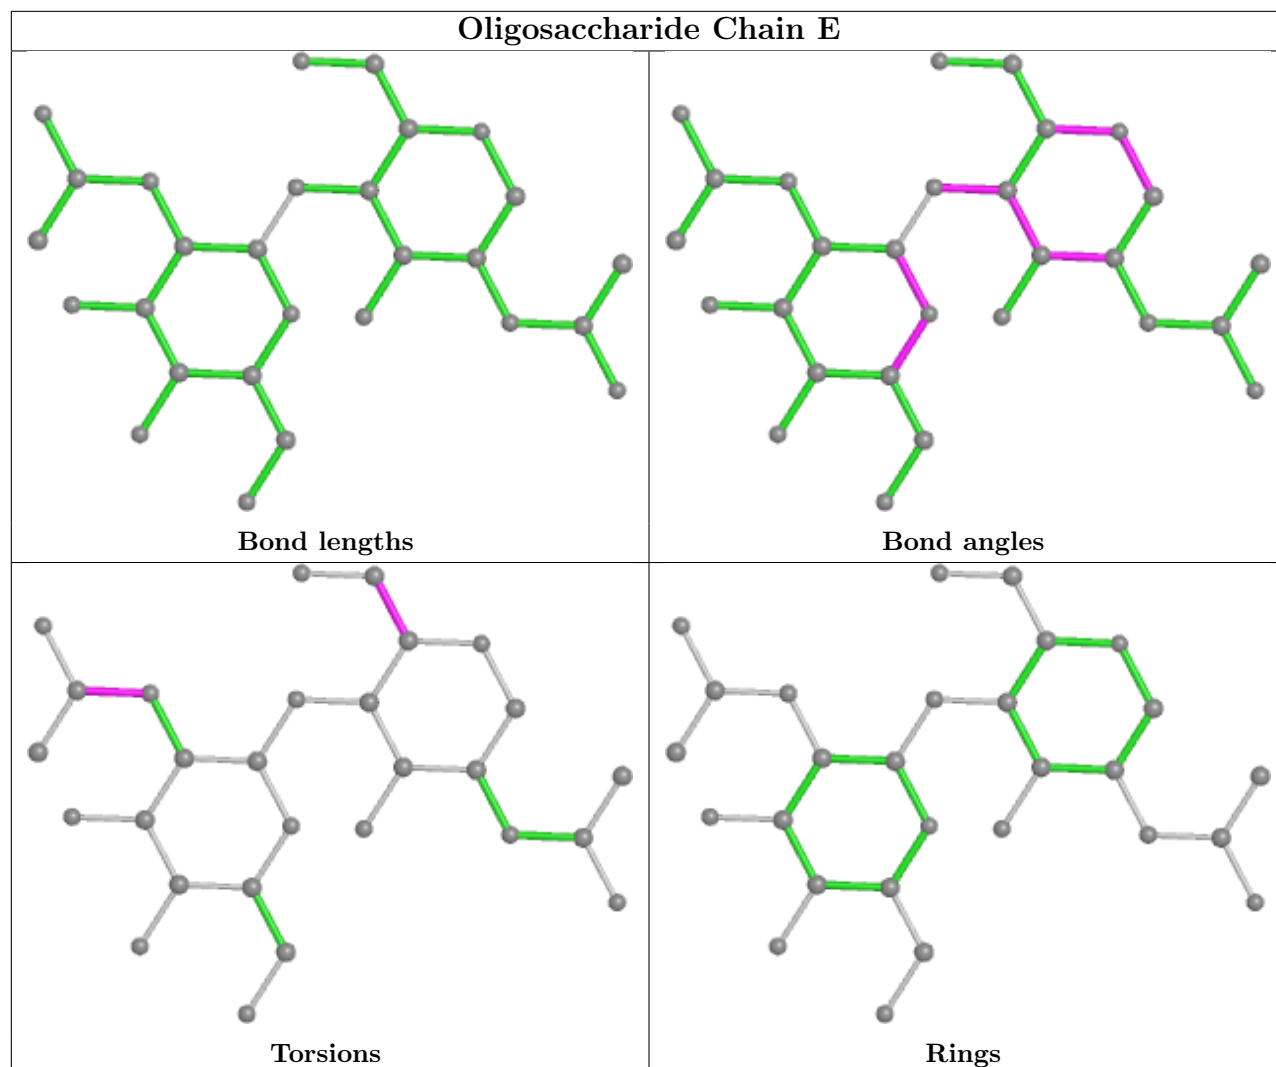 Oligosaccharide Chain E
Bond lengths
Bond angles
Torsions
Rings